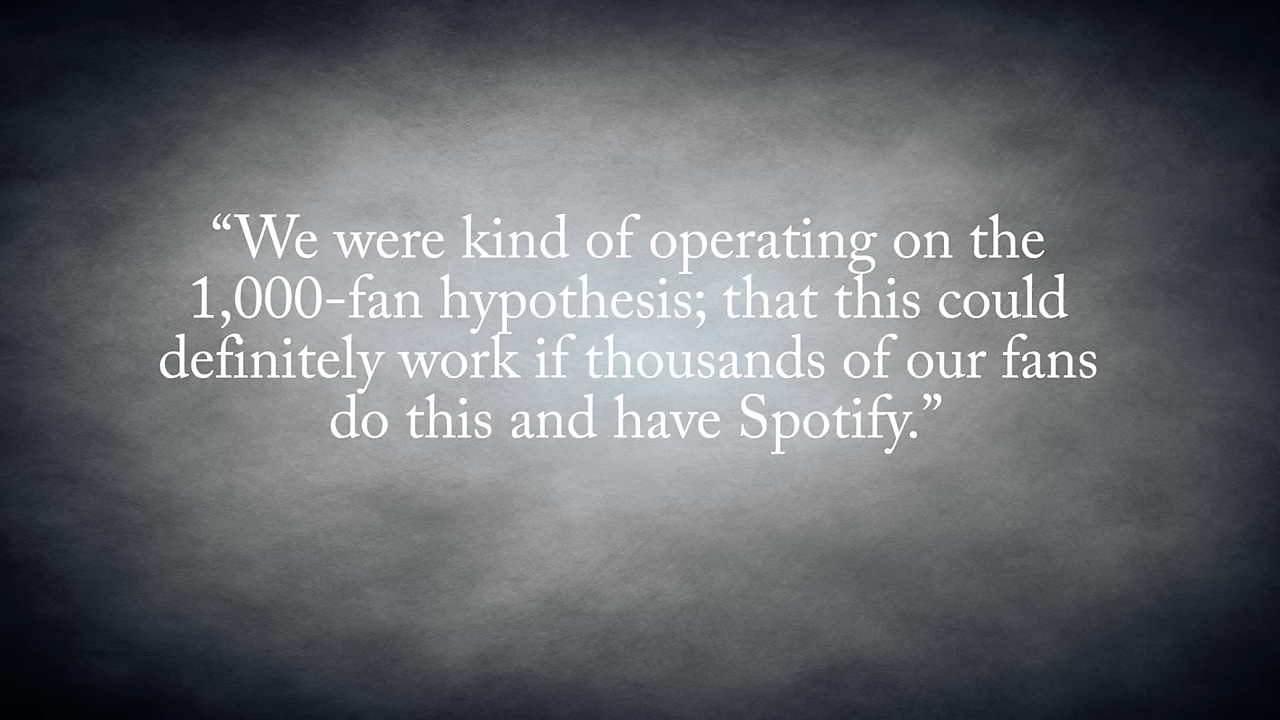 “We were kind of operating on the
1,000-fan hypothesis; that this could
definitely work if thousands of our fans
do this and have Spotify.”